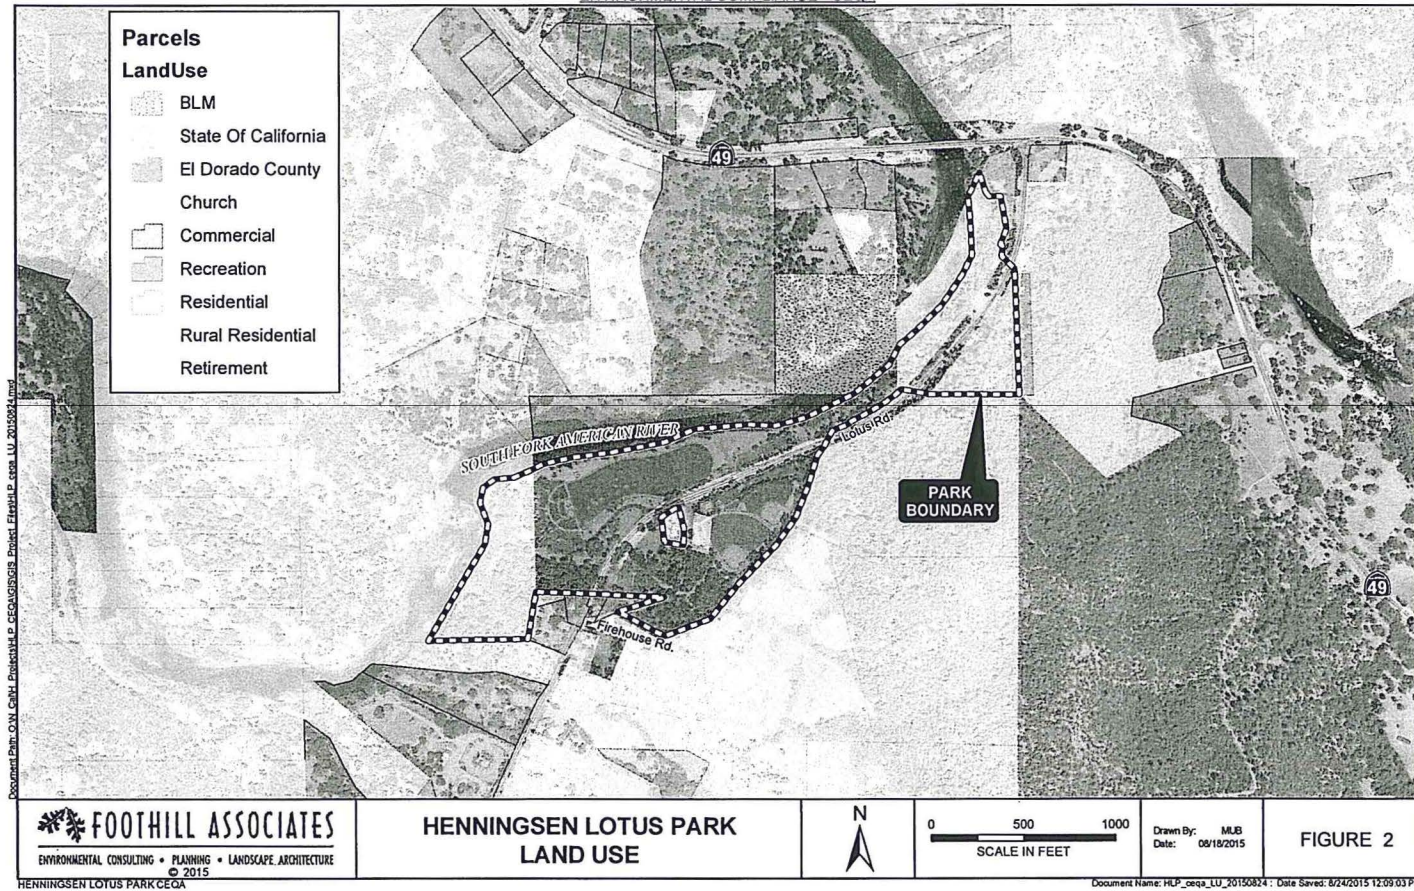 Parcels
LandUse
BLM
State Of California
El Dorado County
Church
Commercial
Recreation
Residential
Rural Residential
Retirement
49
SOUTH FORK AMERICAN RIVER
Lotus Rd.
PARK
BOUNDARY
49
Firehouse Rd.
FOOTHILL ASSOCIATES
ENVIRONMENTAL CONSULTING • PLANNING • LANDSCAPE ARCHITECTURE
© 2015
HENNINGSEN LOTUS PARK
LAND USE
N
0 500 1000
SCALE IN FEET
Drawn By: MUB
Date: 08/18/2015
FIGURE 2
HENNINGSEN LOTUS PARK CEQA
Document Name: HLP_ceqa_LU_20150824 : Date Saved: 8/24/2015 12:09:03 P